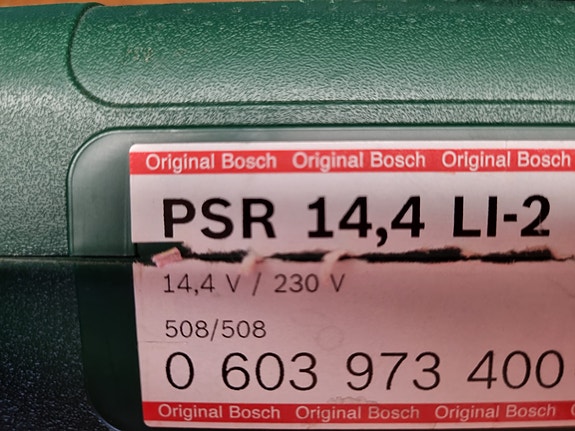 Original Bosch Original Bosch Original Bosch
PSR 14,4 LI-2
14,4 V / 230 V
508/508
0 603 973 400
Original Bosch Original Bosch Original Bosch